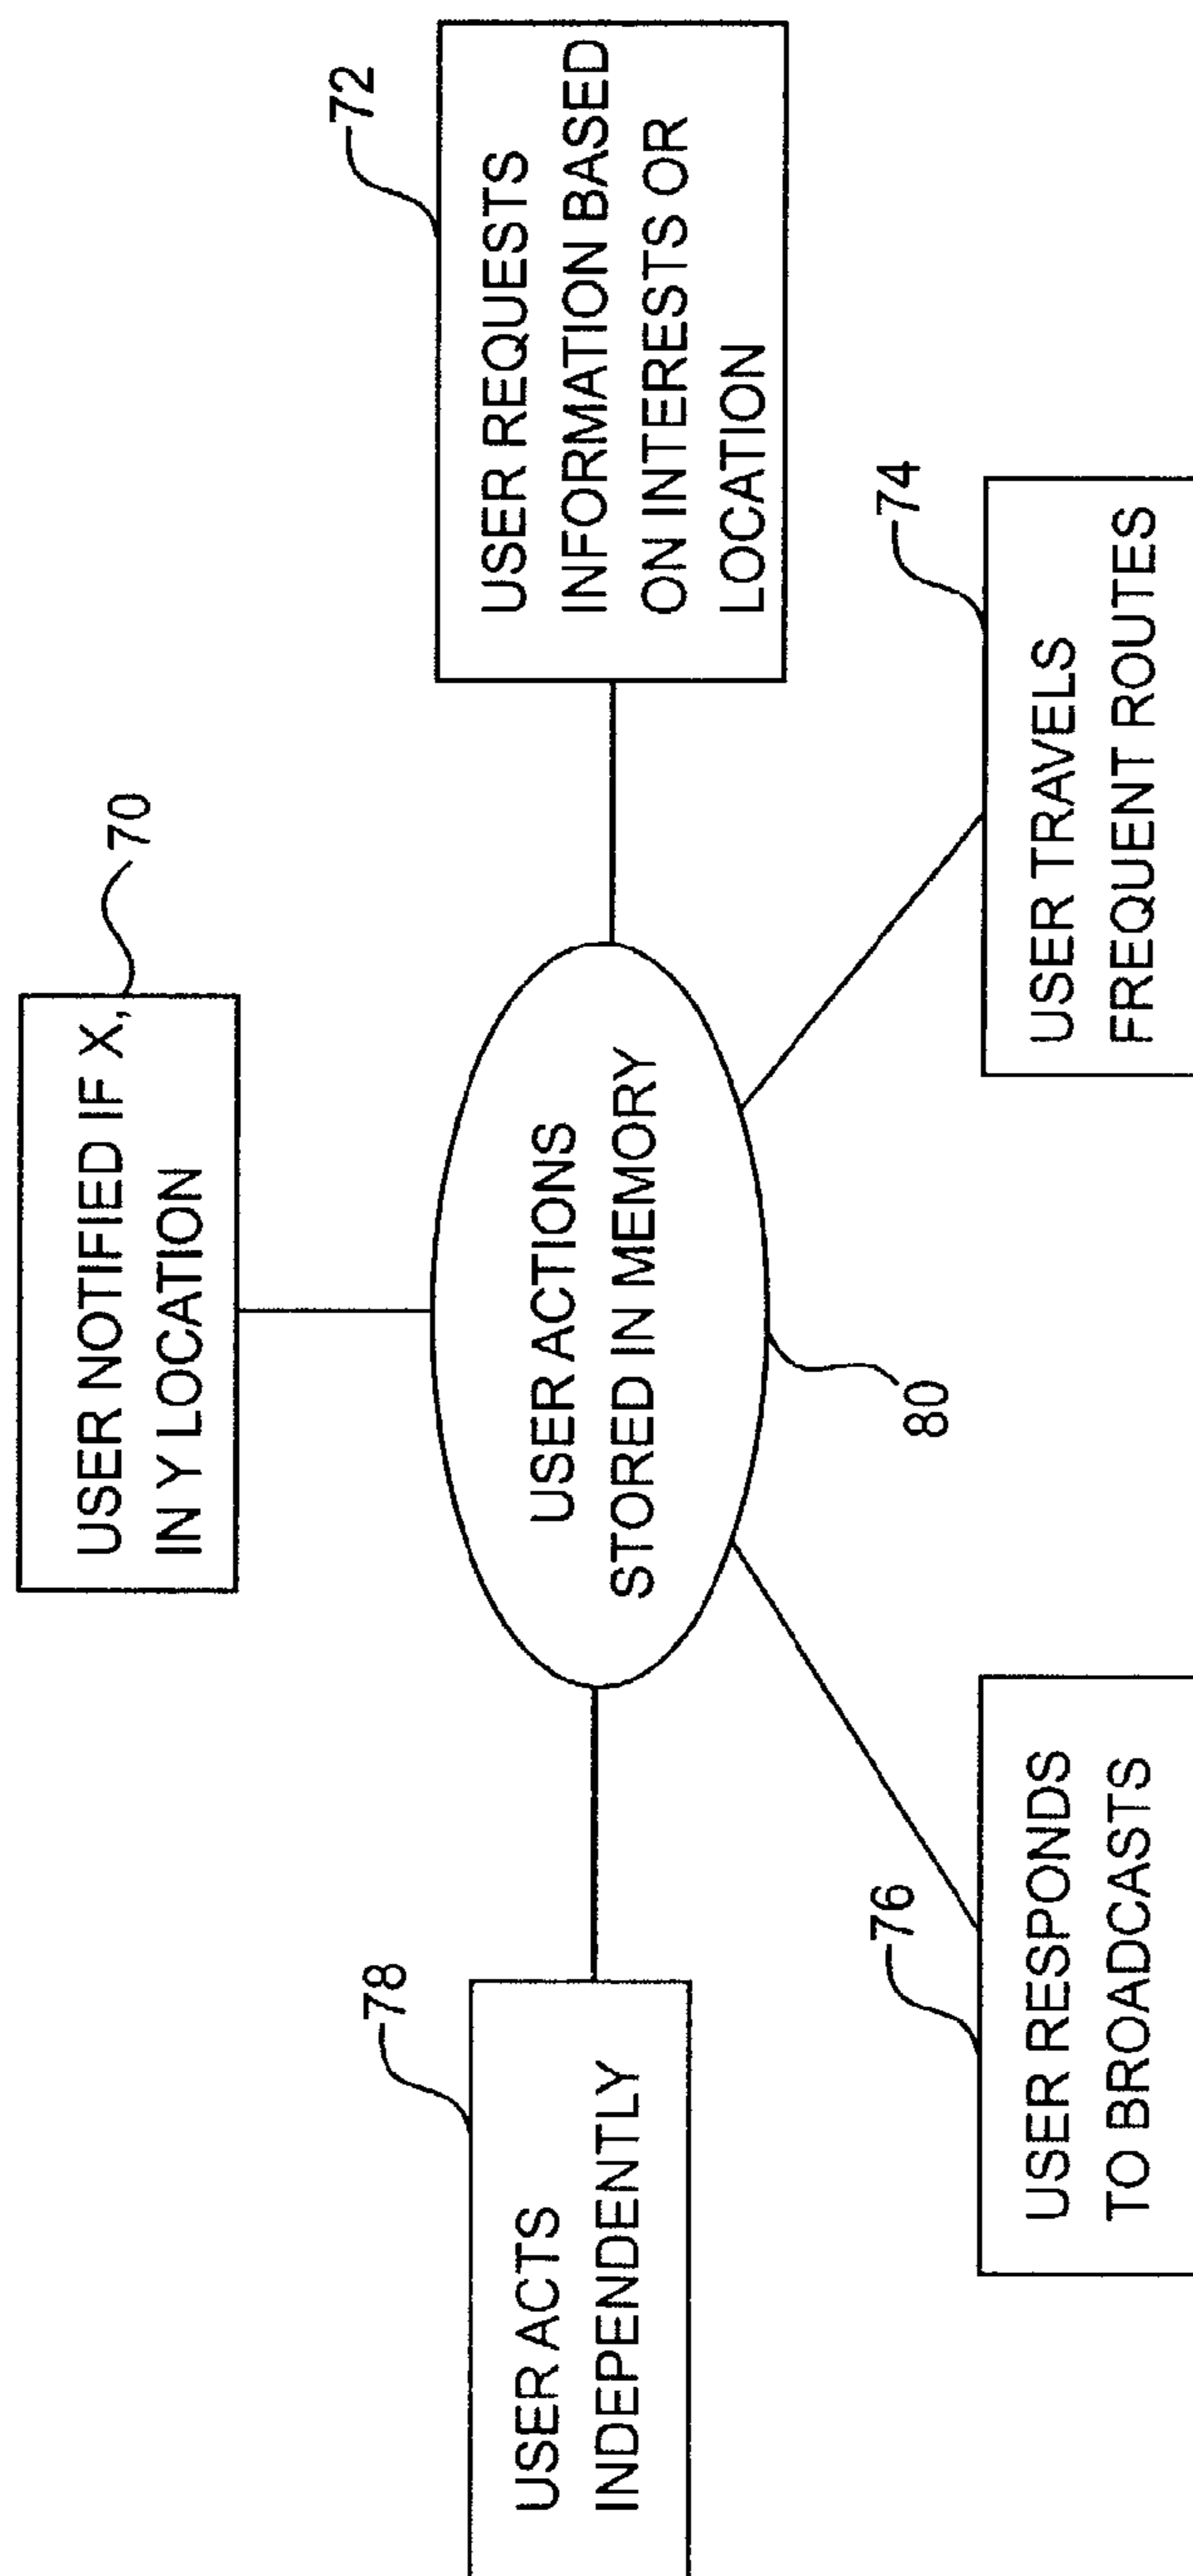 USER NOTIFIED IF X,
IN Y LOCATION
70
USER ACTS
INDEPENDENTLY
78
USER ACTIONS
STORED IN MEMORY
80
USER REQUESTS
INFORMATION BASED
ON INTERESTS OR
LOCATION
72
USER RESPONDS
TO BROADCASTS
76
USER TRAVELS
FREQUENT ROUTES
74